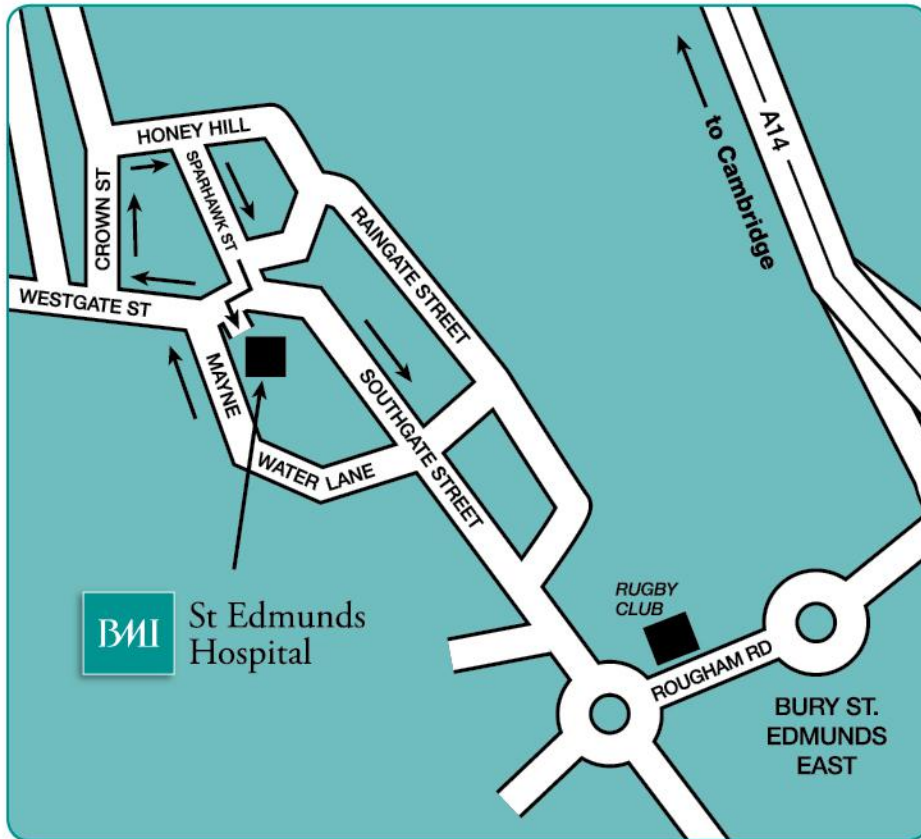 HONEY HILL
SPARHAWK ST
CROWN ST
WESTGATE ST
RAINGATE STREET
A14
to Cambridge
MAYNE
WATER LANE
SOUTHGATE STREET
BMI
St Edmunds
Hospital
RUGBY
CLUB
ROUGHAM RD
BURY ST.
EDMUNDS
EAST